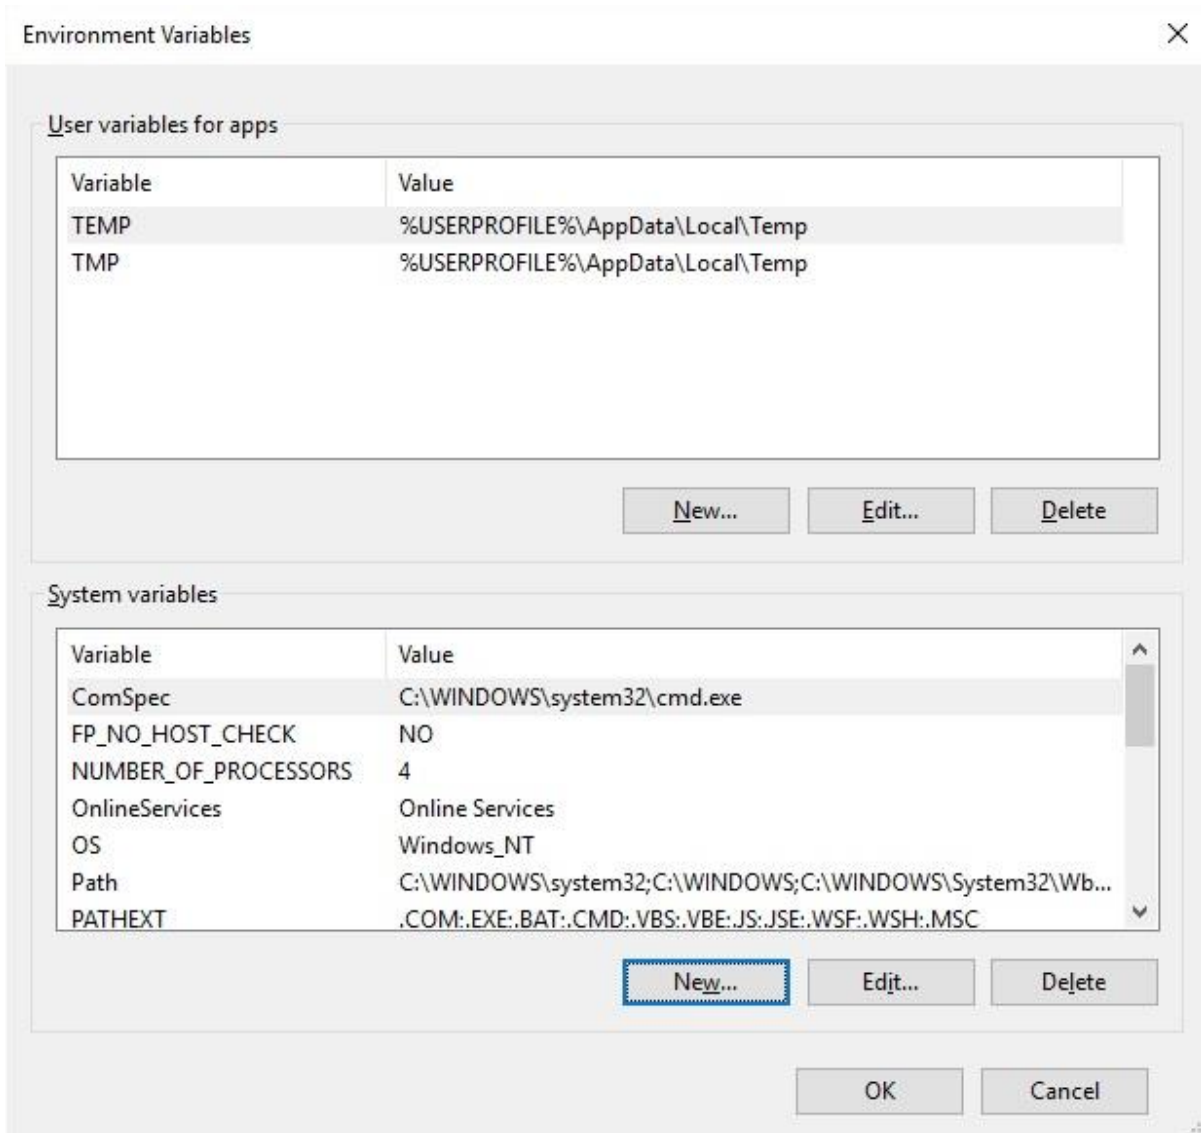 Environment Variables
User variables for apps
Variable Value
TEMP %USERPROFILE%\AppData\Local\Temp
TMP %USERPROFILE%\AppData\Local\Temp
New... Edit... Delete
System variables
Variable Value
ComSpec C:\WINDOWS\system32\cmd.exe
FP_NO_HOST_CHECK NO
NUMBER_OF_PROCESSORS 4
OnlineServices Online Services
OS Windows_NT
Path C:\WINDOWS\system32;C:\WINDOWS;C:\WINDOWS\System32\Wb...
PATHEXT .COM;.EXE;.BAT;.CMD;.VBS;.VBE;.JS;.JSE;.WSF;.WSH;.MSC
New... Edit... Delete
OK Cancel